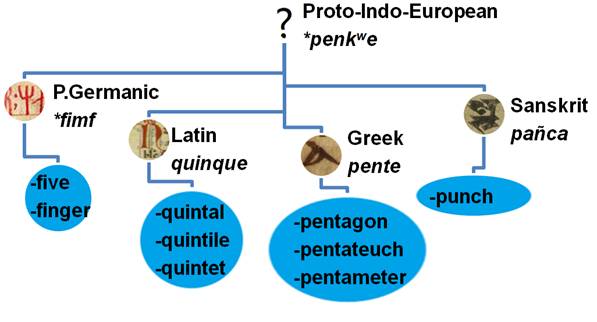 ?
Proto-Indo-European
*penkʷe
P.Germanic
*fimf
-five
-finger
Latin
quinque
-quintal
-quintile
-quintet
Greek
pente
-pentagon
-pentateuch
-pentameter
Sanskrit
pañca
-punch